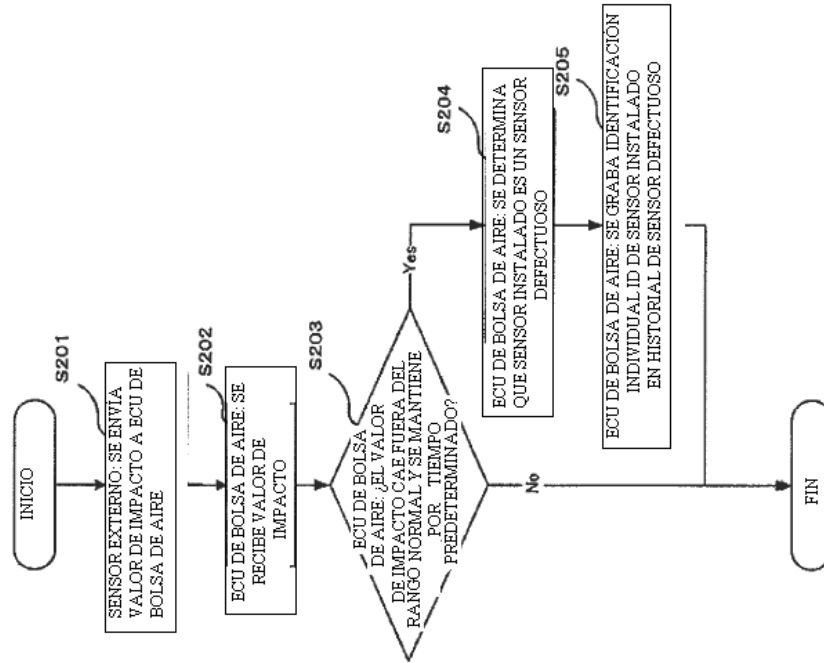 INICIO
S201
SENSOR EXTERNO: SE ENVIA
VALOR DE IMPACTO A ECU DE
BOLSA DE AIRE
S202
ECU DE BOLSA DE AIRE: SE
RECIBE VALOR DE
IMPACTO
S203
ECU DE BOLSA
DE AIRE: ¿EL VALOR
DE IMPACTO CAE FUERA DEL
RANGO NORMAL Y SE MANTIENE
POR TIEMPO
PREDETERMINADO?
Yes
No
S204
ECU DE BOLSA DE AIRE: SE DETERMINA
QUE SENSOR INSTALADO ES UN SENSOR
DEFECTUOSO
S205
ECU DE BOLSA DE AIRE: SE GRABA IDENTIFICACIÓN
INDIVIDUAL ID DE SENSOR INSTALADO
EN HISTORIAL DE SENSOR DEFECTUOSO
FIN